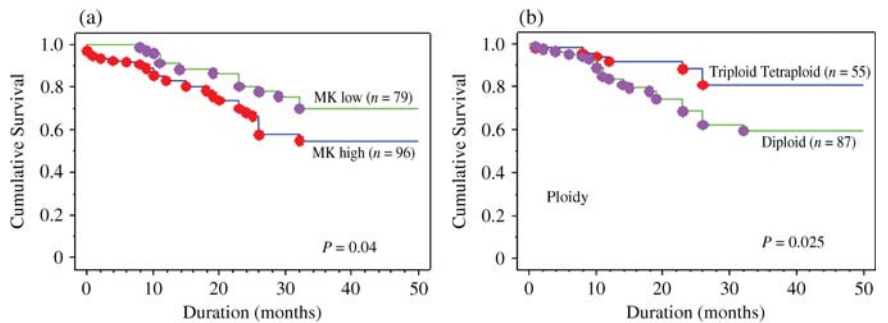 (a)
Cumulative Survival
1.0
0.8
0.6
0.4
0.2
0
MK low (n = 79)
MK high (n = 96)
P = 0.04
0 10 20 30 40 50
Duration (months)
(b)
Cumulative Survival
1.0
0.8
0.6
0.4
0.2
0
Triploid Tetraploid (n = 55)
Diploid (n = 87)
Ploidy
P = 0.025
0 10 20 30 40 50
Duration (months)